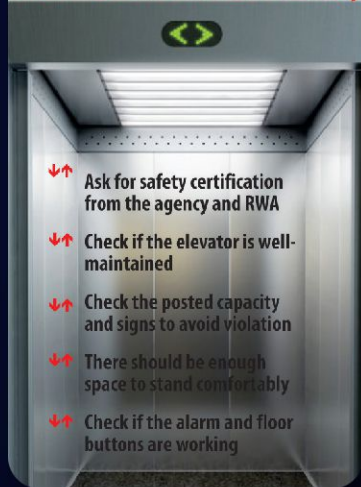 Ask for safety certification
from the agency and RWA
Check if the elevator is well-
maintained
Check the posted capacity
and signs to avoid violation
There should be enough
space to stand comfortably
Check if the alarm and floor
buttons are working